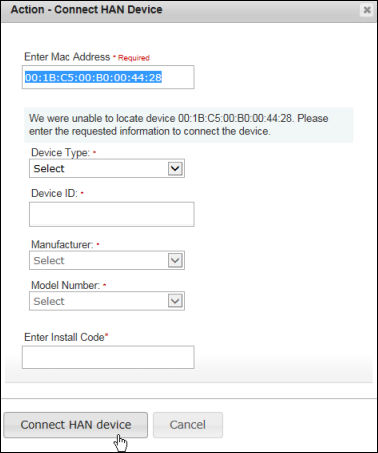 Action - Connect HAN Device
Enter Mac Address * Required
00:1B:C5:00:B0:00:44:28
We were unable to locate device 00:1B:C5:00:B0:00:44:28. Please
enter the requested information to connect the device.
Device Type: *
Select
Device ID: *
Manufacturer: *
Select
Model Number: *
Select
Enter Install Code*
Connect HAN device Cancel